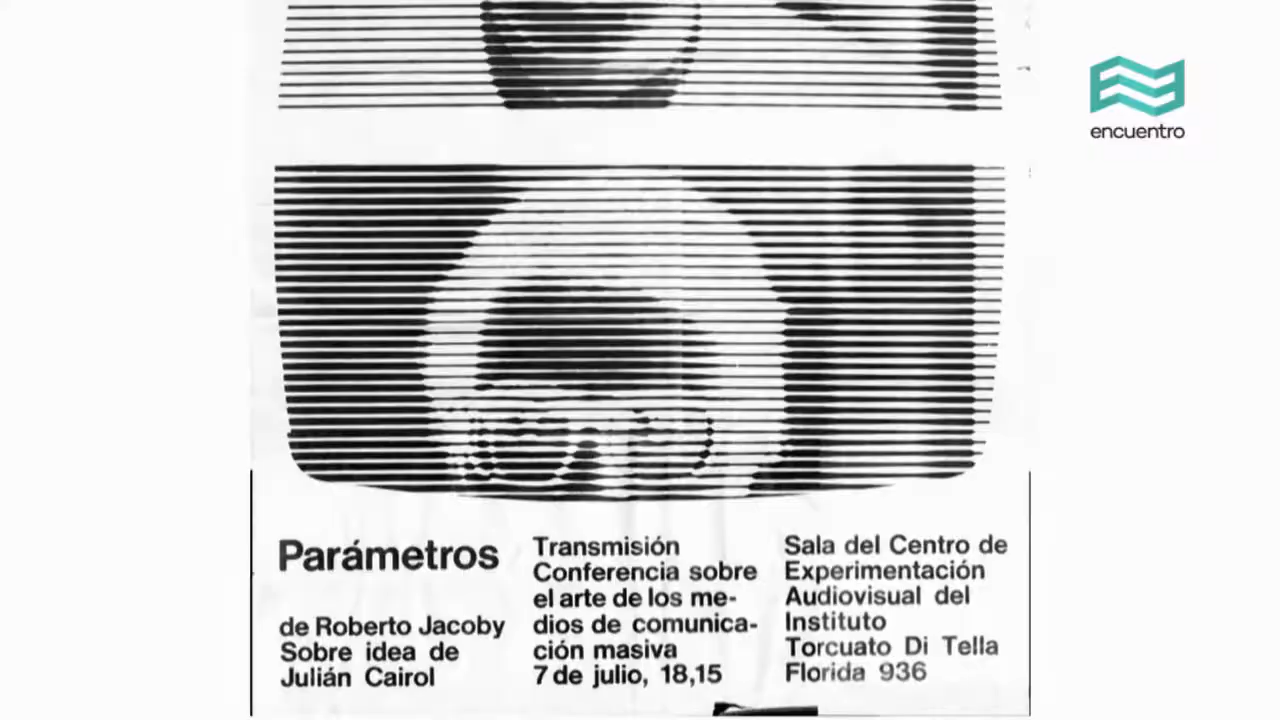 encuentro
Parámetros
de Roberto Jacoby
Sobre idea de
Julián Cairol
Transmisión
Conferencia sobre
el arte de los me-
dios de comunica-
ción masiva
7 de julio, 18,15
Sala del Centro de
Experimentación
Audiovisual del
Instituto
Torcuato Di Tella
Florida 936